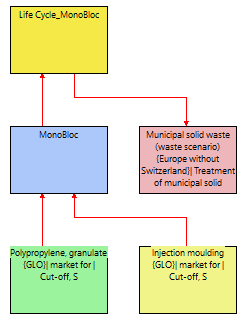 Life Cycle_MonoBloc
MonoBloc
Municipal solid waste
(waste scenario)
{Europe without
Switzerland}| Treatment
of municipal solid
Polypropylene, granulate
{GLO}| market for |
Cut-off, S
Injection moulding
{GLO}| market for |
Cut-off, S